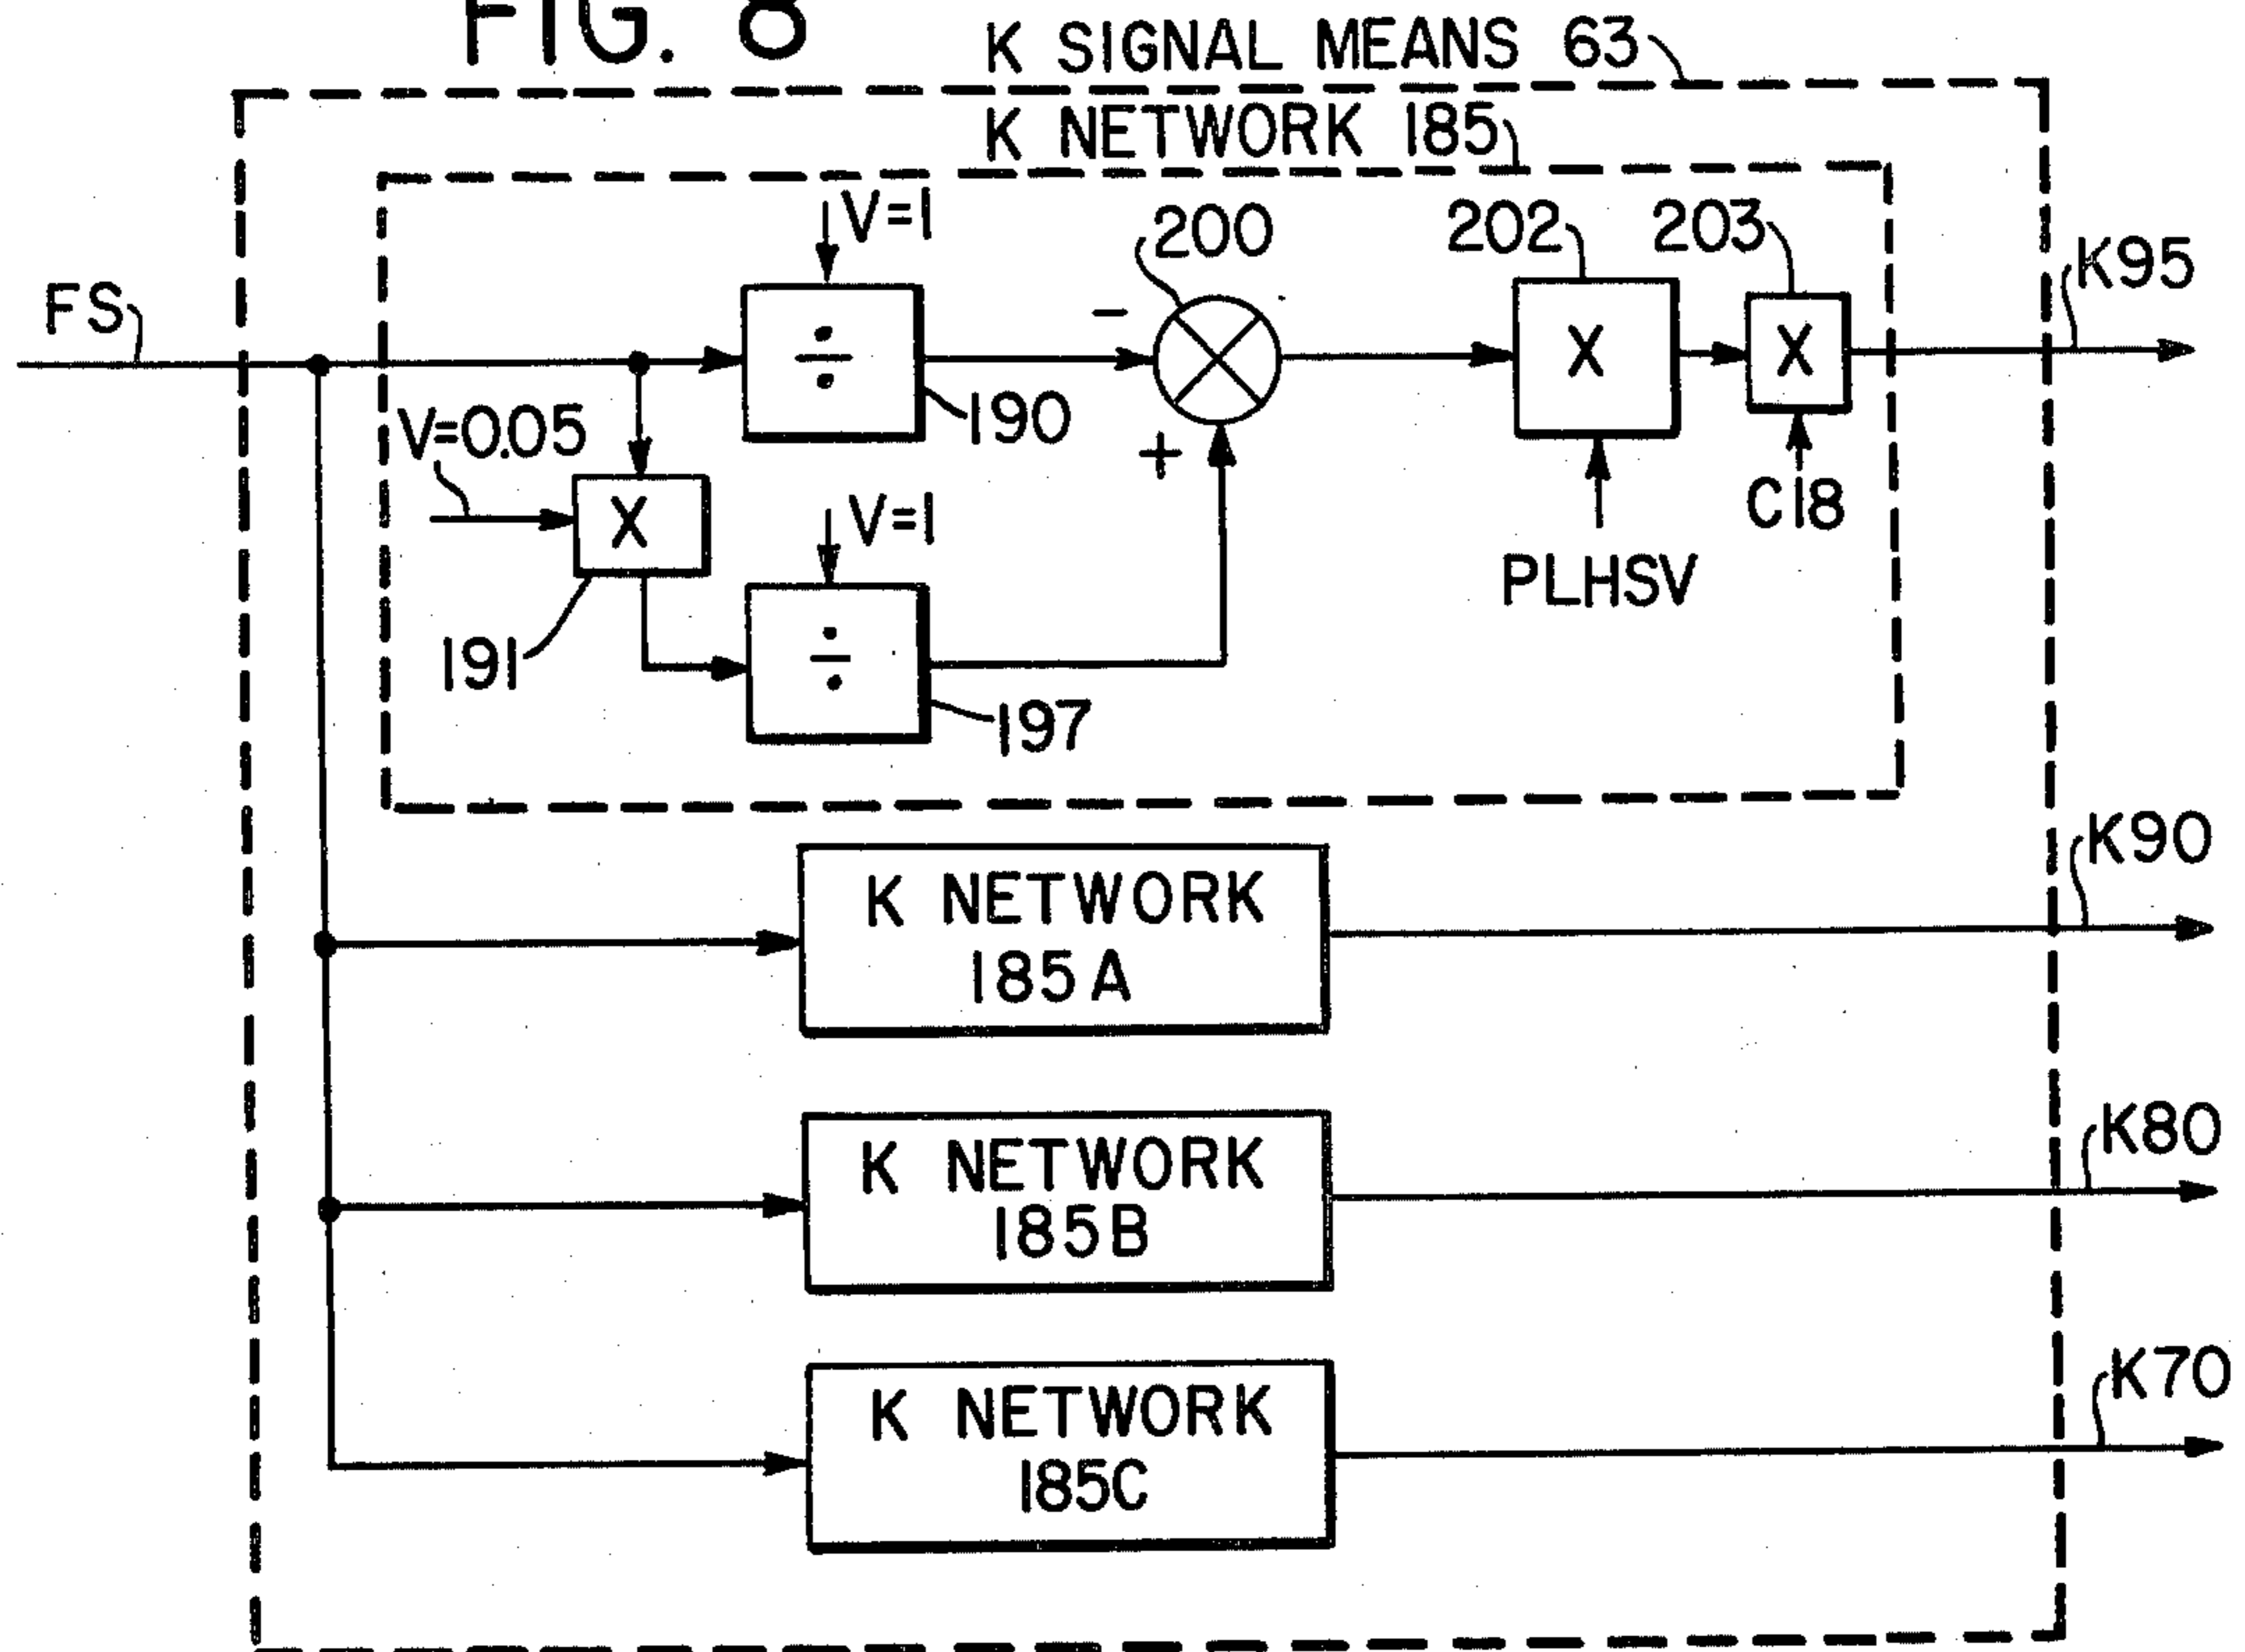 FIG. 8
K SIGNAL MEANS 63
K NETWORK 185
V=1
200
202
203
K95
FS
-
÷
X
X
190
V=0.05
+
C18
X
V=1
PLHSV
191
÷
197
K90
K NETWORK
185A
K80
K NETWORK
185B
K70
K NETWORK
185C